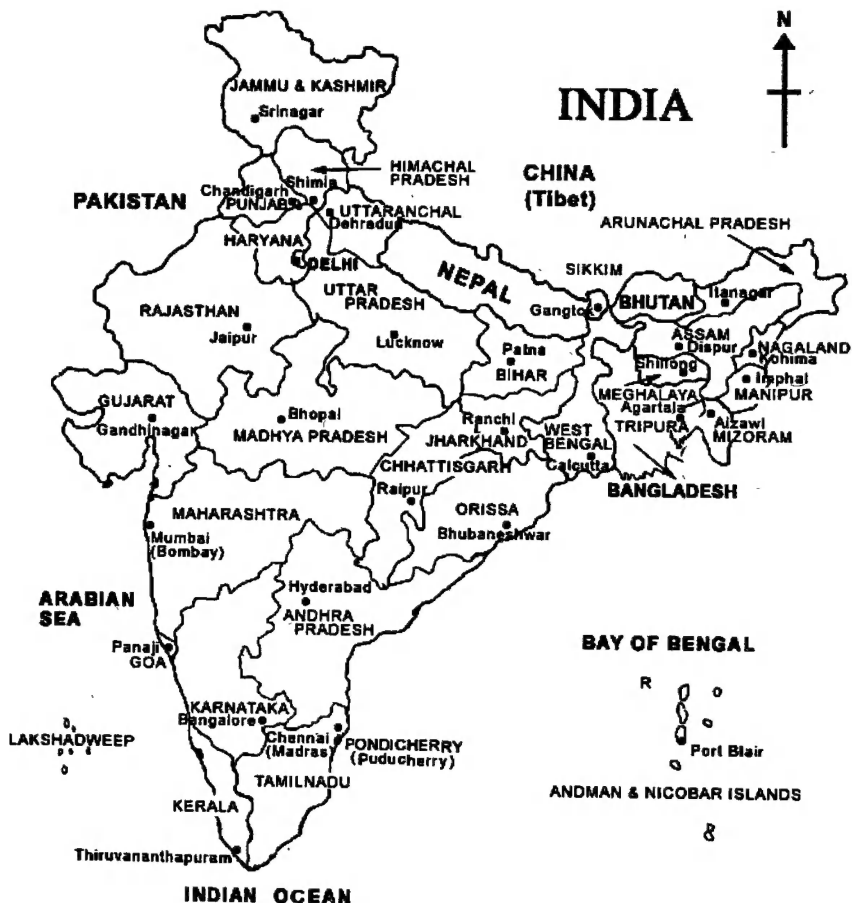 N
INDIA
JAMMU & KASHMIR
Srinagar
HIMACHAL
PRADESH
CHINA
(Tibet)
PAKISTAN
Shimla
Chandigarh
PUNJAB
UTTARANCHAL
Dehradun
ARUNACHAL PRADESH
HARYANA
DELHI
NEPAL
SIKKIM
UTTAR
PRADESH
Gangtok
BHUTAN
Itanagar
RAJASTHAN
Jaipur
Lucknow
Patna
BIHAR
ASSAM
Dispur
NAGALAND
Kohima
Shillong
Imphal
MANIPUR
MEGHALAYA
Agartala
TRIPURA
Aizawl
MIZORAM
GUJARAT
Gandhinagar
Bhopal
MADHYA PRADESH
Ranchi
JHARKHAND
WEST
BENGAL
Calcutta
CHHATTISGARH
Raipur
BANGLADESH
MAHARASHTRA
Mumbai
(Bombay)
ORISSA
Bhubaneshwar
Hyderabad
ANDHRA
PRADESH
ARABIAN
SEA
Panaji
GOA
BAY OF BENGAL
R
KARNATAKA
Bangalore
LAKSHADWEEP
Chennai
(Madras)
PONDICHERRY
(Puducherry)
Port Blair
TAMILNADU
ANDMAN & NICOBAR ISLANDS
KERALA
Thiruvananthapuram
INDIAN OCEAN